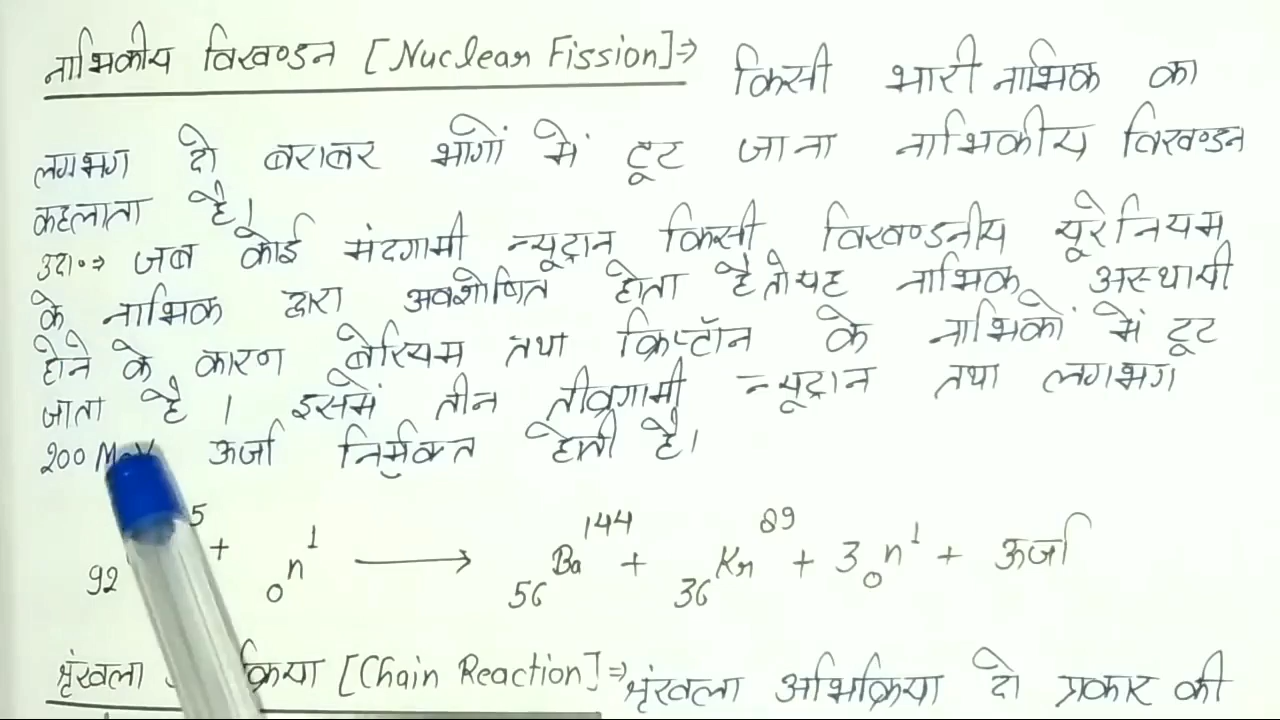 नाभिकीय विखण्डन [Nuclear Fission]⇒ किसी भारी नाभिक का
लगभग दो बराबर भागों में टूट जाना नाभिकीय विखण्डन
कहलाता है।
उदा०⇒ जब कोई मंदगामी न्यूट्रान किसी विखण्डनीय यूरेनियम
के नाभिक द्वारा अवशोषित होता है तो यह नाभिक अस्थायी
होने के कारण बेरियम तथा क्रिप्टॉन के नाभिकों में टूट
जाता है। इसमें तीन तीव्रगामी न्यूट्रान तथा लगभग
200 MeV ऊर्जा निर्मुक्त होती है।
92 5 + 0n1 ⟶ 56Ba144 + 36Kr89 + 3 0n1 + ऊर्जा
शृंखला [Chain Reaction]⇒ शृंखला अभिक्रिया दो प्रकार की